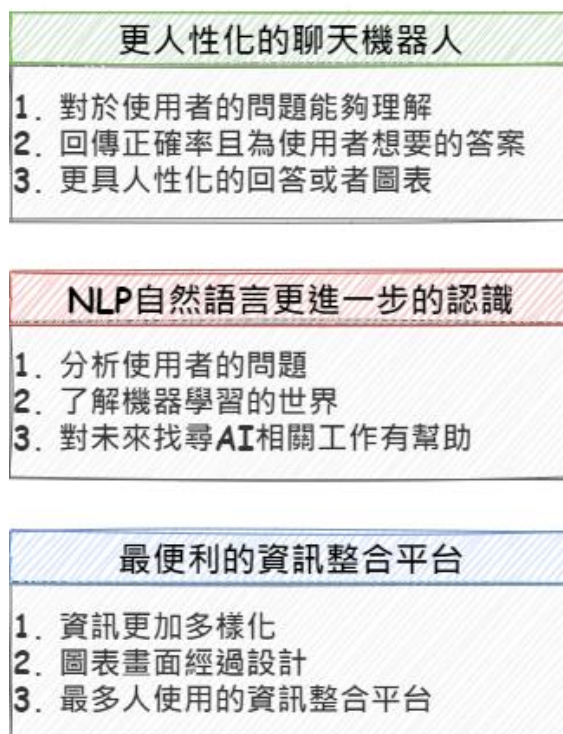 更人性化的聊天機器人
1. 對於使用者的問題能夠理解
2. 回傳正確率且為使用者想要的答案
3. 更具人性化的回答或者圖表
NLP自然語言更進一步的認識
1. 分析使用者的問題
2. 了解機器學習的世界
3. 對未來找尋AI相關工作有幫助
最便利的資訊整合平台
1. 資訊更加多樣化
2. 圖表畫面經過設計
3. 最多人使用的資訊整合平台